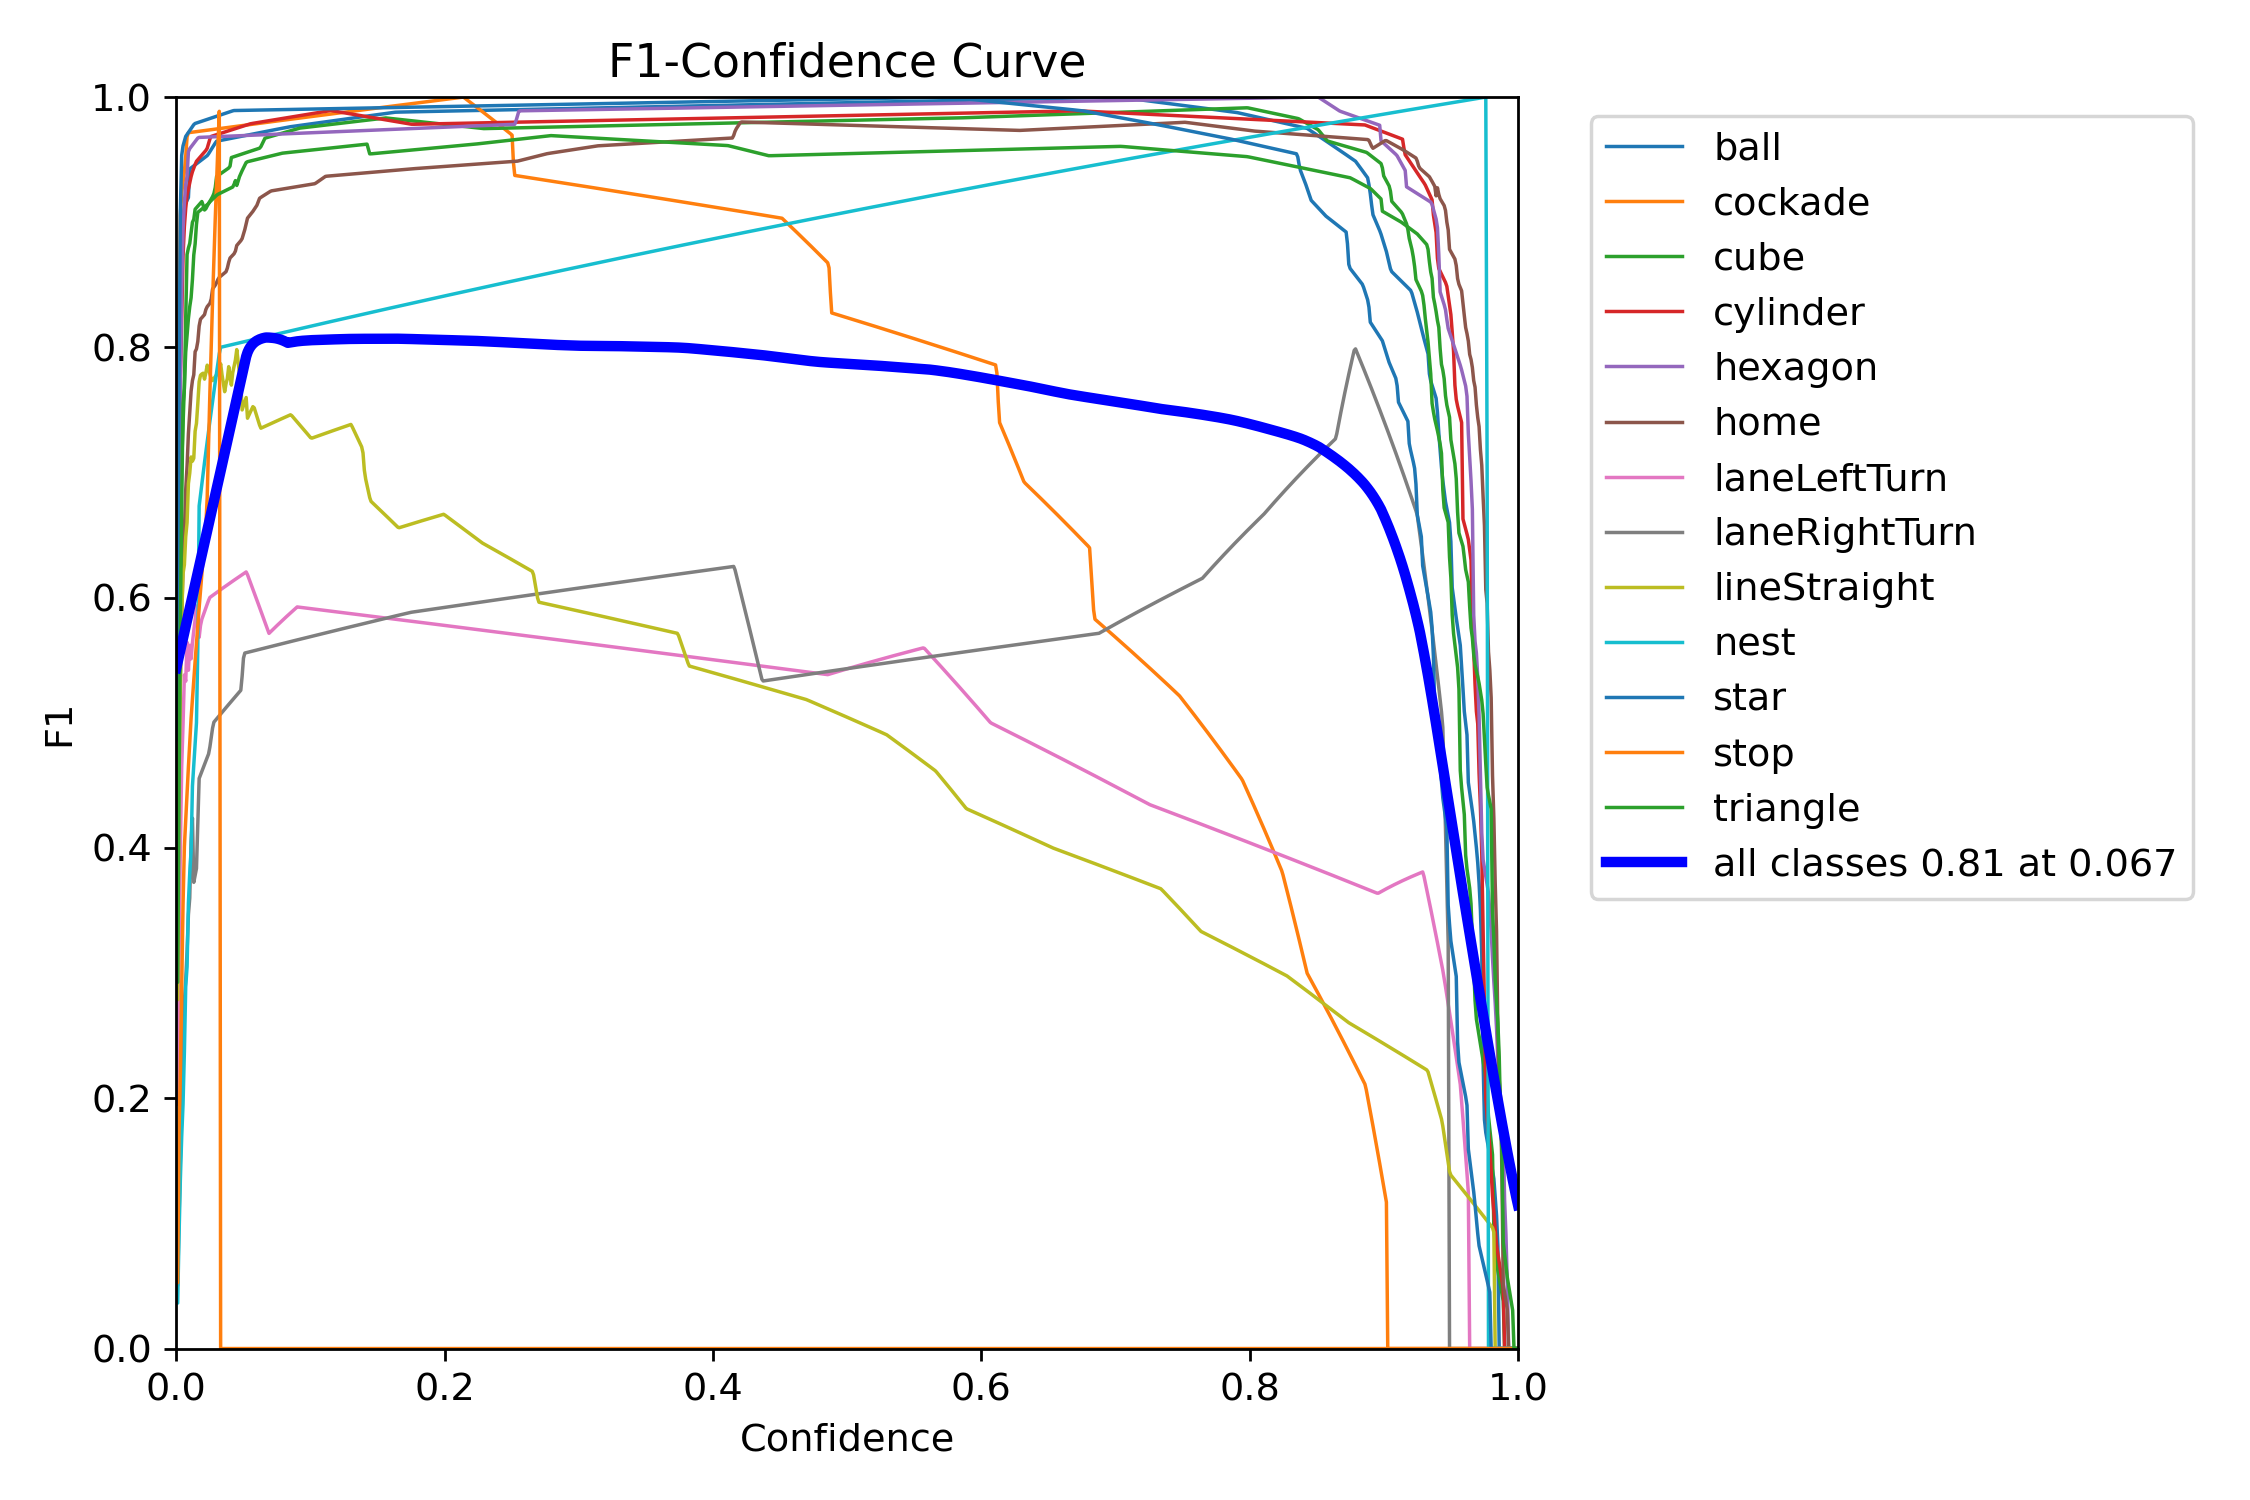 F1-Confidence Curve
1.0
0.8
0.6
0.4
0.2
0.0
F1
0.0 0.2 0.4 0.6 0.8 1.0
Confidence
ball
cockade
cube
cylinder
hexagon
home
laneLeftTurn
laneRightTurn
lineStraight
nest
star
stop
triangle
all classes 0.81 at 0.067